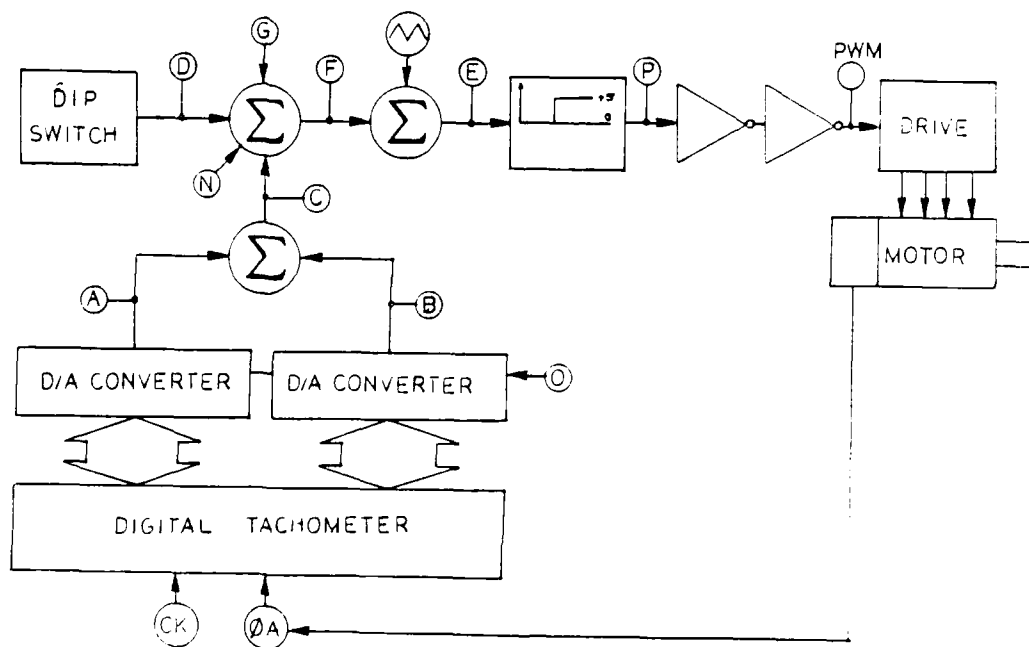 G
D
F
E
P
PWM
DIP
SWITCH
Σ
Σ
+5
0
DRIVE
N
C
Σ
MOTOR
A
B
D/A CONVERTER
D/A CONVERTER
O
DIGITAL TACHOMETER
CK
ØA